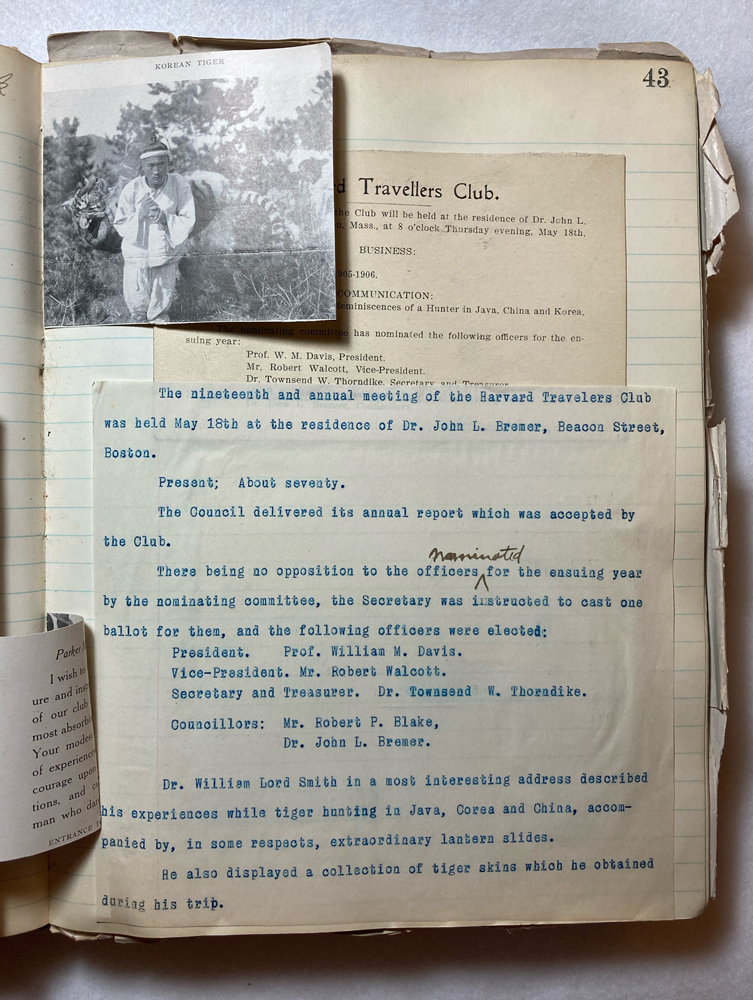 43
KOREAN TIGER
Travellers Club.
the Club will be held at the residence of Dr. John L.
Mass., at 8 o'clock Thursday evening, May 18th,
BUSINESS:
1905-1906.
COMMUNICATION:
Reminiscences of a Hunter in Java, China and Korea,
The nominating committee has nominated the following officers for the en-
suing year:
Prof. W. M. Davis, President.
Mr. Robert Walcott, Vice-President.
Dr. Townsend W. Thorndike, Secretary and Treasurer.
The nineteenth and annual meeting of the Harvard Travelers Club
was held May 18th at the residence of Dr. John L. Bremer, Beacon Street,
Boston.
Present; About seventy.
The Council delivered its annual report which was accepted by
the Club.
nominated
There being no opposition to the officers for the ensuing year
by the nominating committee, the Secretary was instructed to cast one
ballot for them, and the following officers were elected:
President. Prof. William M. Davis.
Vice-President. Mr. Robert Walcott.
Secretary and Treasurer. Dr. Townsend W. Thorndike.
Councillors: Mr. Robert P. Blake,
Dr. John L. Bremer.
Dr. William Lord Smith in a most interesting address described
his experiences while tiger hunting in Java, Corea and China, accom-
panied by, in some respects, extraordinary lantern slides.
He also displayed a collection of tiger skins which he obtained
during his trip.
Parker
I wish to
ure and
of our club
most
Your
of
courage upon
tions, and
man who
ENTRANCE